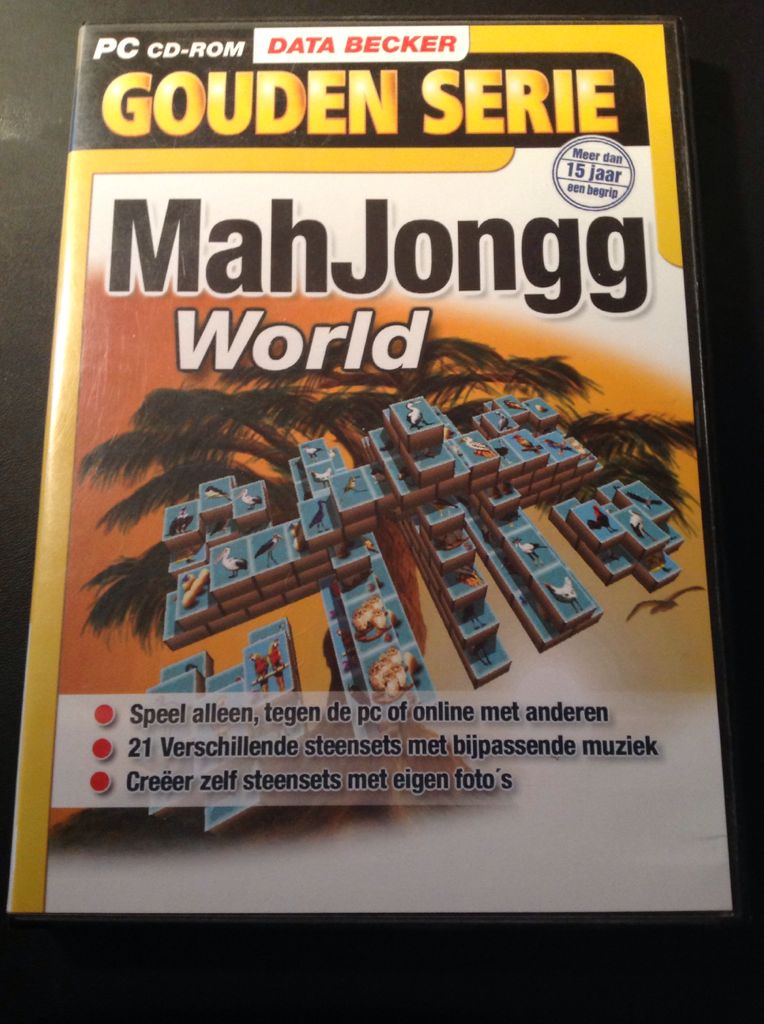 PC CD-ROM DATA BECKER
GOUDEN SERIE
Meer dan
15 jaar
een begrip
MahJongg
World
Speel alleen, tegen de pc of online met anderen
21 Verschillende steensets met bijpassende muziek
Creëer zelf steensets met eigen foto´s